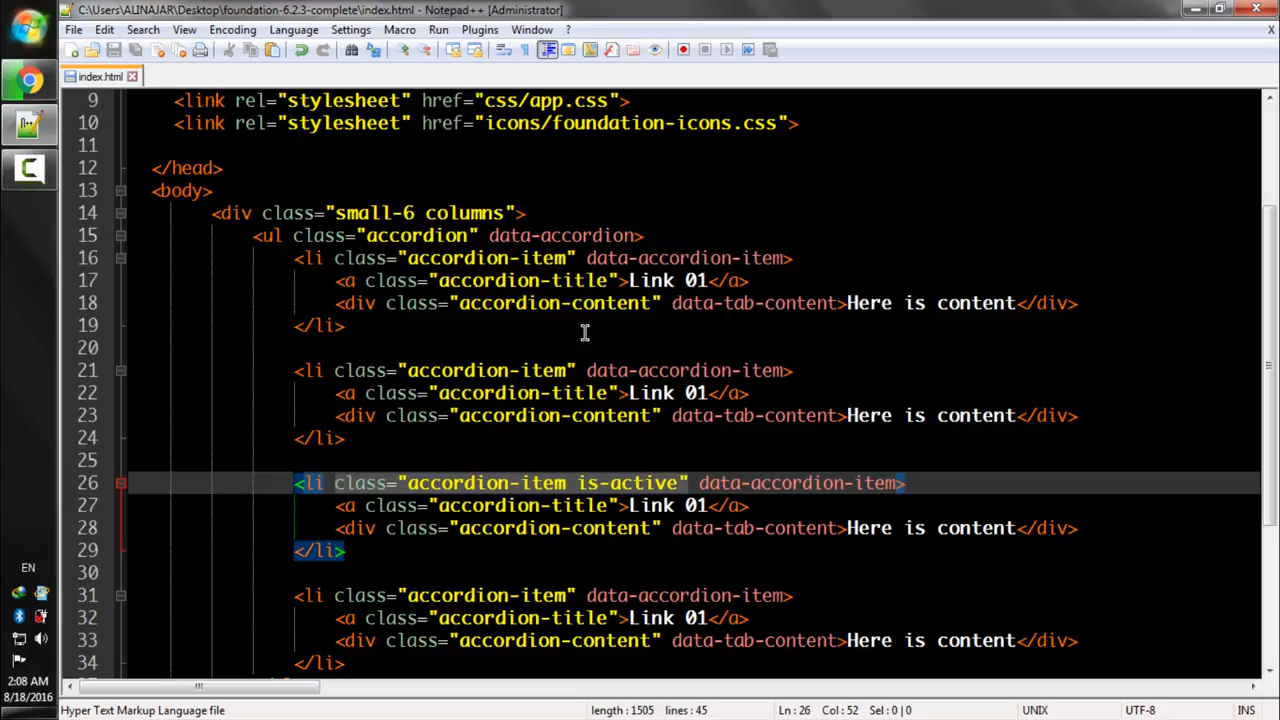 C:\Users\ALINAJAR\Desktop\foundation-6.2.3-complete\index.html - Notepad++ [Administrator]
File Edit Search View Encoding Language Settings Macro Run Plugins Window ? X
index.html
9 <link rel="stylesheet" href="css/app.css">
10 <link rel="stylesheet" href="icons/foundation-icons.css">
11
12 </head>
13 <body>
14 <div class="small-6 columns">
15 <ul class="accordion" data-accordion>
16 <li class="accordion-item" data-accordion-item>
17 <a class="accordion-title">Link 01</a>
18 <div class="accordion-content" data-tab-content>Here is content</div>
19 </li>
20
21 <li class="accordion-item" data-accordion-item>
22 <a class="accordion-title">Link 01</a>
23 <div class="accordion-content" data-tab-content>Here is content</div>
24 </li>
25
26 <li class="accordion-item is-active" data-accordion-item>
27 <a class="accordion-title">Link 01</a>
28 <div class="accordion-content" data-tab-content>Here is content</div>
29 </li>
30
31 <li class="accordion-item" data-accordion-item>
32 <a class="accordion-title">Link 01</a>
33 <div class="accordion-content" data-tab-content>Here is content</div>
34 </li>
EN
2:08 AM
8/18/2016
Hyper Text Markup Language file length : 1505 lines : 45 Ln : 26 Col : 52 Sel : 0 | 0 UNIX UTF-8 INS